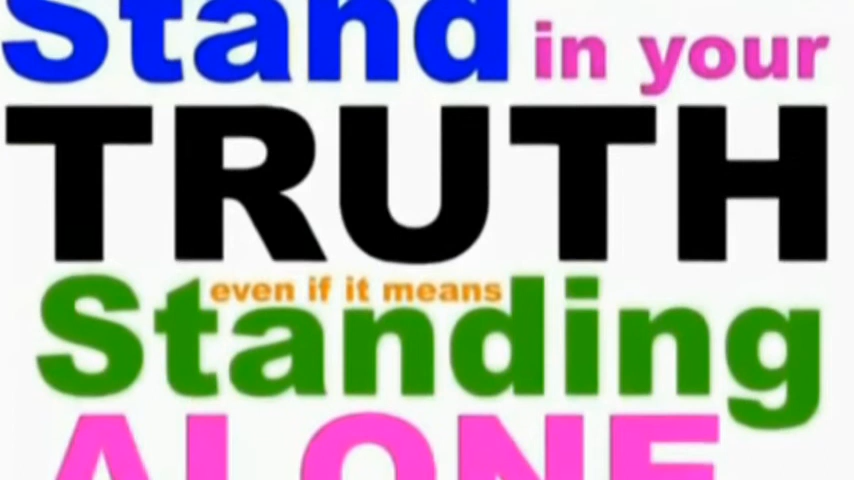 Stand in your
TRUTH
even if it means
Standing
ALONE